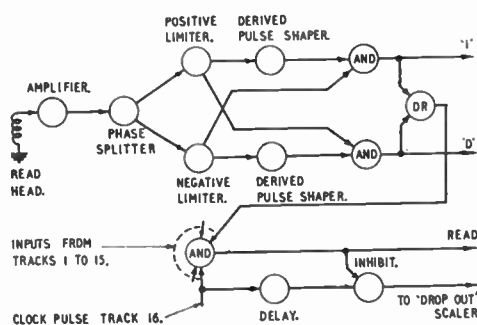 POSITIVE
LIMITER.
DERIVED
PULSE SHAPER.
AMPLIFIER.
AND
'1'
PHASE
SPLITTER
OR
READ
HEAD.
AND
'0'
NEGATIVE
LIMITER.
DERIVED
PULSE SHAPER.
INPUTS FROM
TRACKS 1 TO 15.
AND
READ
INHIBIT.
CLOCK PULSE TRACK 16.
DELAY.
TO 'DROP OUT'
SCALER